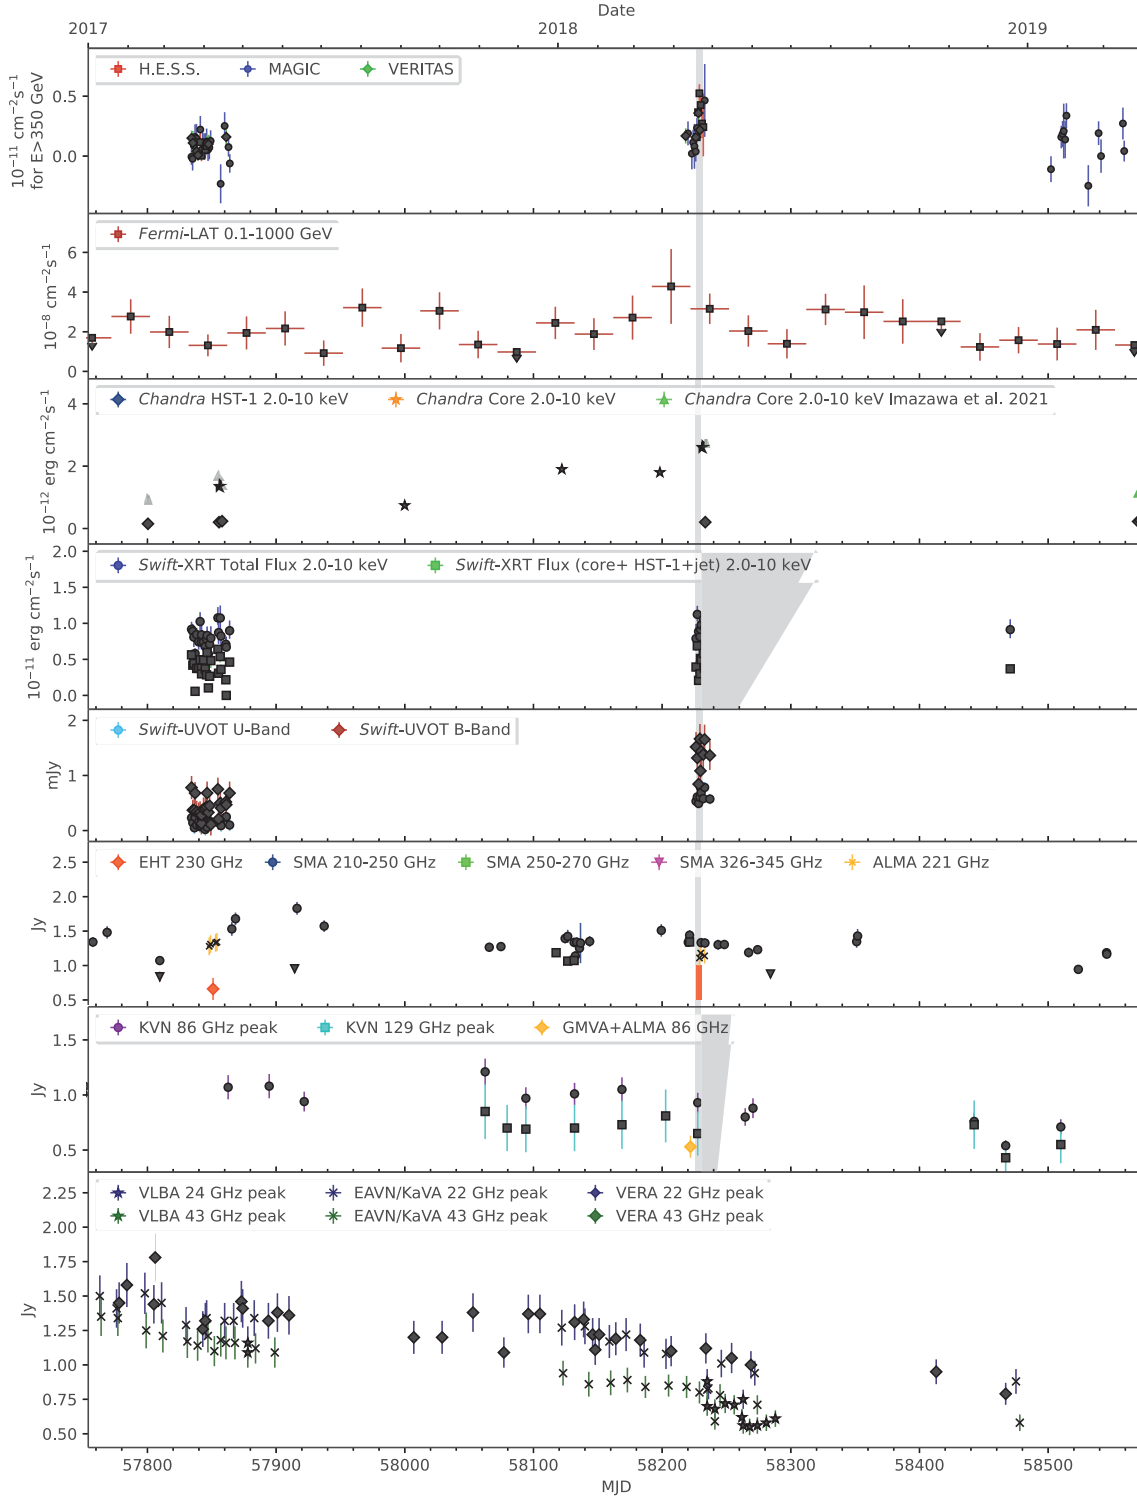 Date
2017 2018 2019
H.E.S.S. MAGIC VERITAS
10⁻¹¹ cm⁻²s⁻¹
for E>350 GeV
0.5
0.0
Fermi-LAT 0.1-1000 GeV
10⁻⁸ cm⁻²s⁻¹
6
4
2
0
Chandra HST-1 2.0-10 keV Chandra Core 2.0-10 keV Chandra Core 2.0-10 keV Imazawa et al. 2021
10⁻¹² erg cm⁻²s⁻¹
4
2
0
Swift-XRT Total Flux 2.0-10 keV Swift-XRT Flux (core+ HST-1+jet) 2.0-10 keV
10⁻¹¹ erg cm⁻²s⁻¹
2.0
1.5
1.0
0.5
0.0
Swift-UVOT U-Band Swift-UVOT B-Band
mJy
2
1
0
EHT 230 GHz SMA 210-250 GHz SMA 250-270 GHz SMA 326-345 GHz ALMA 221 GHz
Jy
2.5
2.0
1.5
1.0
0.5
KVN 86 GHz peak KVN 129 GHz peak GMVA+ALMA 86 GHz
Jy
1.5
1.0
0.5
VLBA 24 GHz peak EAVN/KaVA 22 GHz peak VERA 22 GHz peak
VLBA 43 GHz peak EAVN/KaVA 43 GHz peak VERA 43 GHz peak
Jy
2.25
2.00
1.75
1.50
1.25
1.00
0.75
0.50
57800 57900 58000 58100 58200 58300 58400 58500
MJD